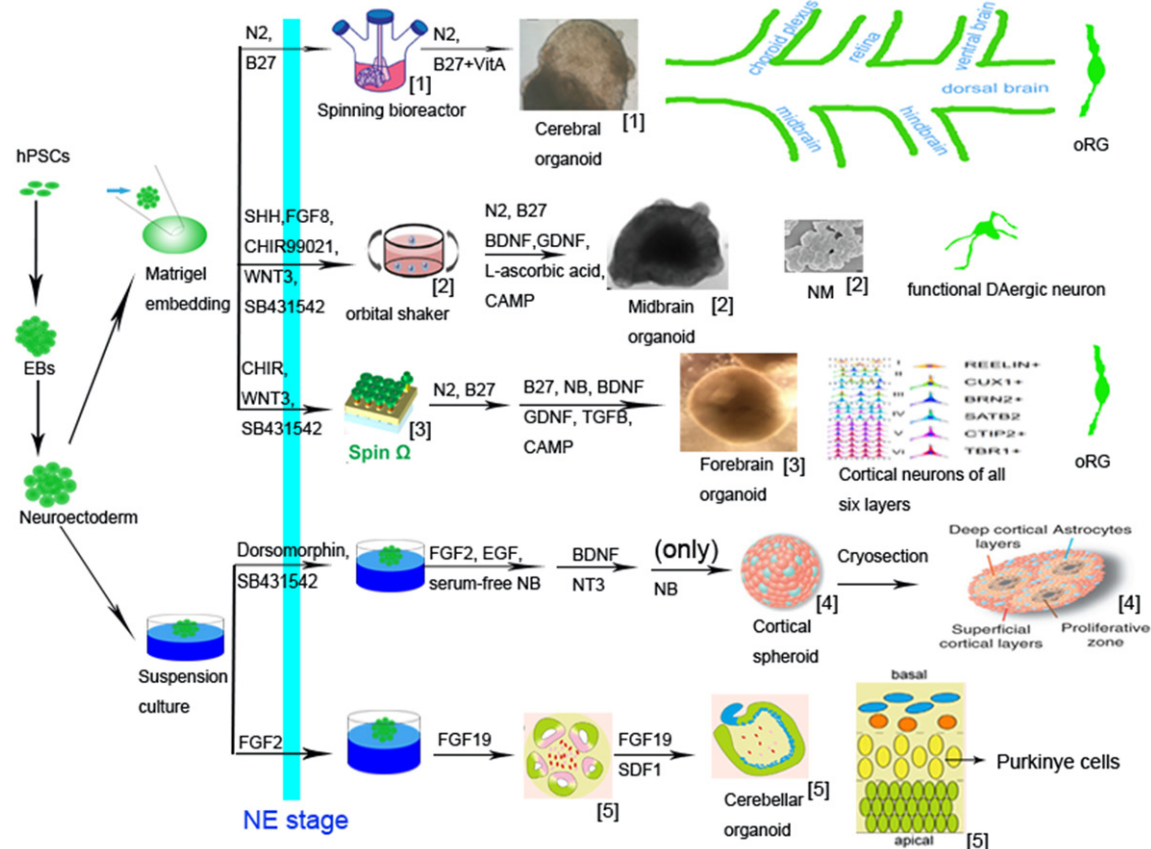 hPSCs
EBs
Neuroectoderm
Matrigel
embedding
Suspension
culture
NE stage
N2,
B27
[1]
Spinning bioreactor
N2,
B27+VitA
[1]
Cerebral
organoid
choroid plexus
retina
ventral brain
dorsal brain
midbrain
hindbrain
oRG
SHH,FGF8,
CHIR99021,
WNT3,
SB431542
[2]
orbital shaker
N2, B27
BDNF,GDNF,
L-ascorbic acid,
CAMP
Midbrain [2]
organoid
NM [2]
functional DAergic neuron
CHIR,
WNT3,
SB431542
[3]
Spin Ω
N2, B27
B27, NB, BDNF
GDNF, TGFB,
CAMP
Forebrain [3]
organoid
I
II
III
IV
V
VI
REELIN+
CUX1+
BRN2+
SATB2
CTIP2+
TBR1+
Cortical neurons of all
six layers
oRG
Dorsomorphin,
SB431542
FGF2, EGF,
serum-free NB
BDNF
NT3
(only)
NB
[4]
Cortical
spheroid
Cryosection
Deep cortical Astrocytes
layers
[4]
Superficial
cortical layers
Proliferative
zone
FGF2
FGF19
[5]
FGF19
SDF1
Cerebellar [5]
organoid
basal
Purkinye cells
apical [5]